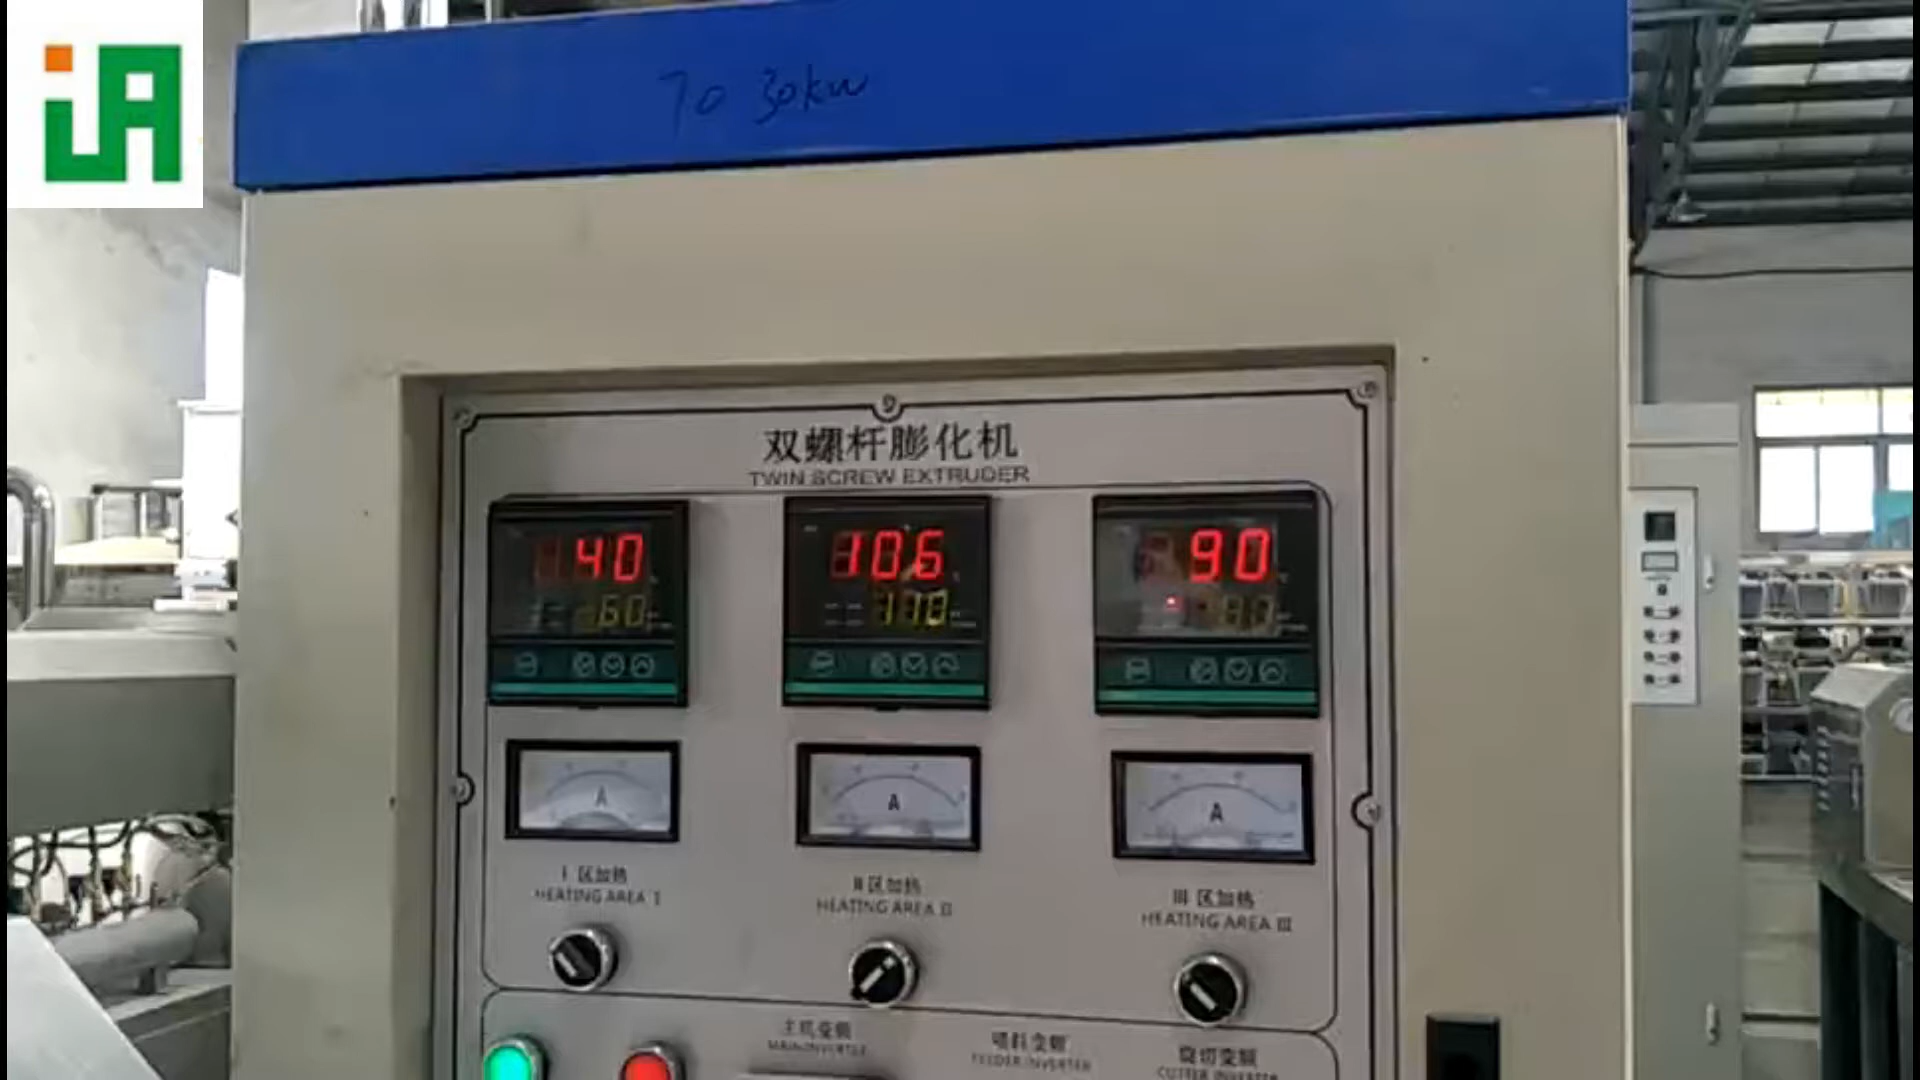 70 30kw
双螺杆膨化机
TWIN SCREW EXTRUDER
40 106 90
60 110
A A A
I 区加热 II 区加热 III 区加热
HEATING AREA I HEATING AREA II HEATING AREA III
主机变频 喂料变频 旋切变频
MAIN INVERTER FEEDER INVERTER CUTTER INVERTER